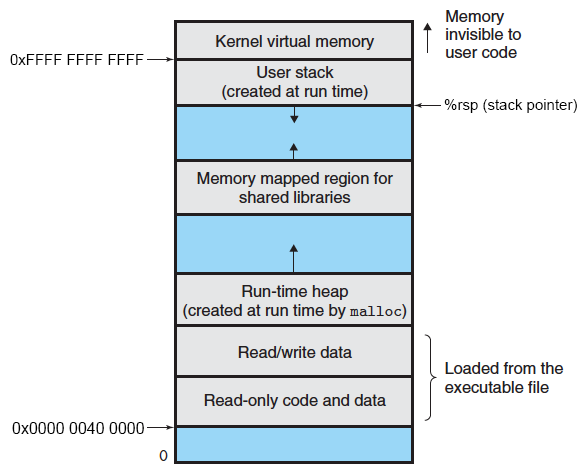 Kernel virtual memory
Memory
invisible to
user code
0xFFFF FFFF FFFF
User stack
(created at run time)
%rsp (stack pointer)
Memory mapped region for
shared libraries
Run-time heap
(created at run time by malloc)
Read/write data
Loaded from the
executable file
Read-only code and data
0x0000 0040 0000
0